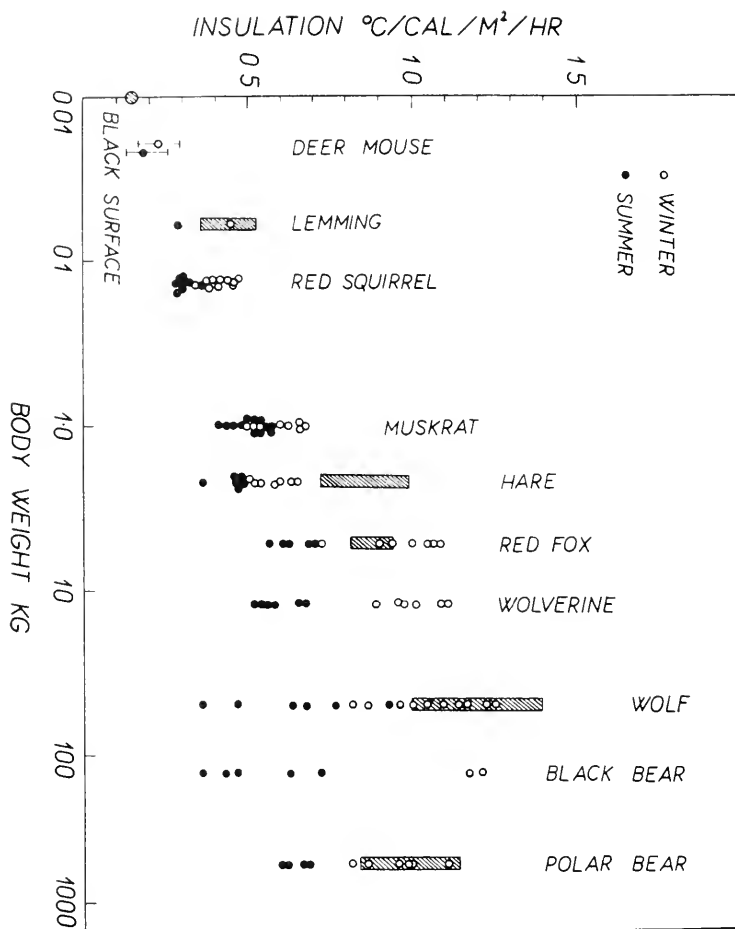 INSULATION °C/CAL/M²/HR
0 5
1 0
1 5
0 01
0 1
1·0
10
100
1000
BODY WEIGHT KG
BLACK SURFACE
○ WINTER
● SUMMER
DEER MOUSE
LEMMING
RED SQUIRREL
MUSKRAT
HARE
RED FOX
WOLVERINE
WOLF
BLACK BEAR
POLAR BEAR